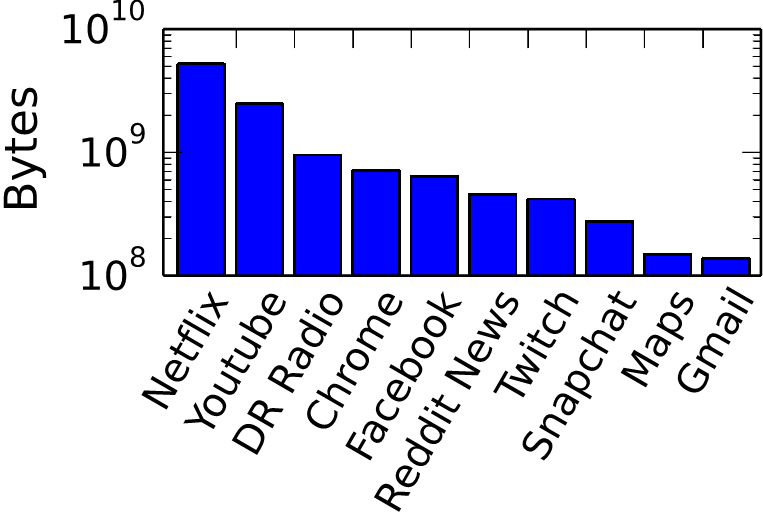 10^10
10^9
10^8
Bytes
Netflix
Youtube
DR Radio
Chrome
Facebook
Reddit News
Twitch
Snapchat
Maps
Gmail